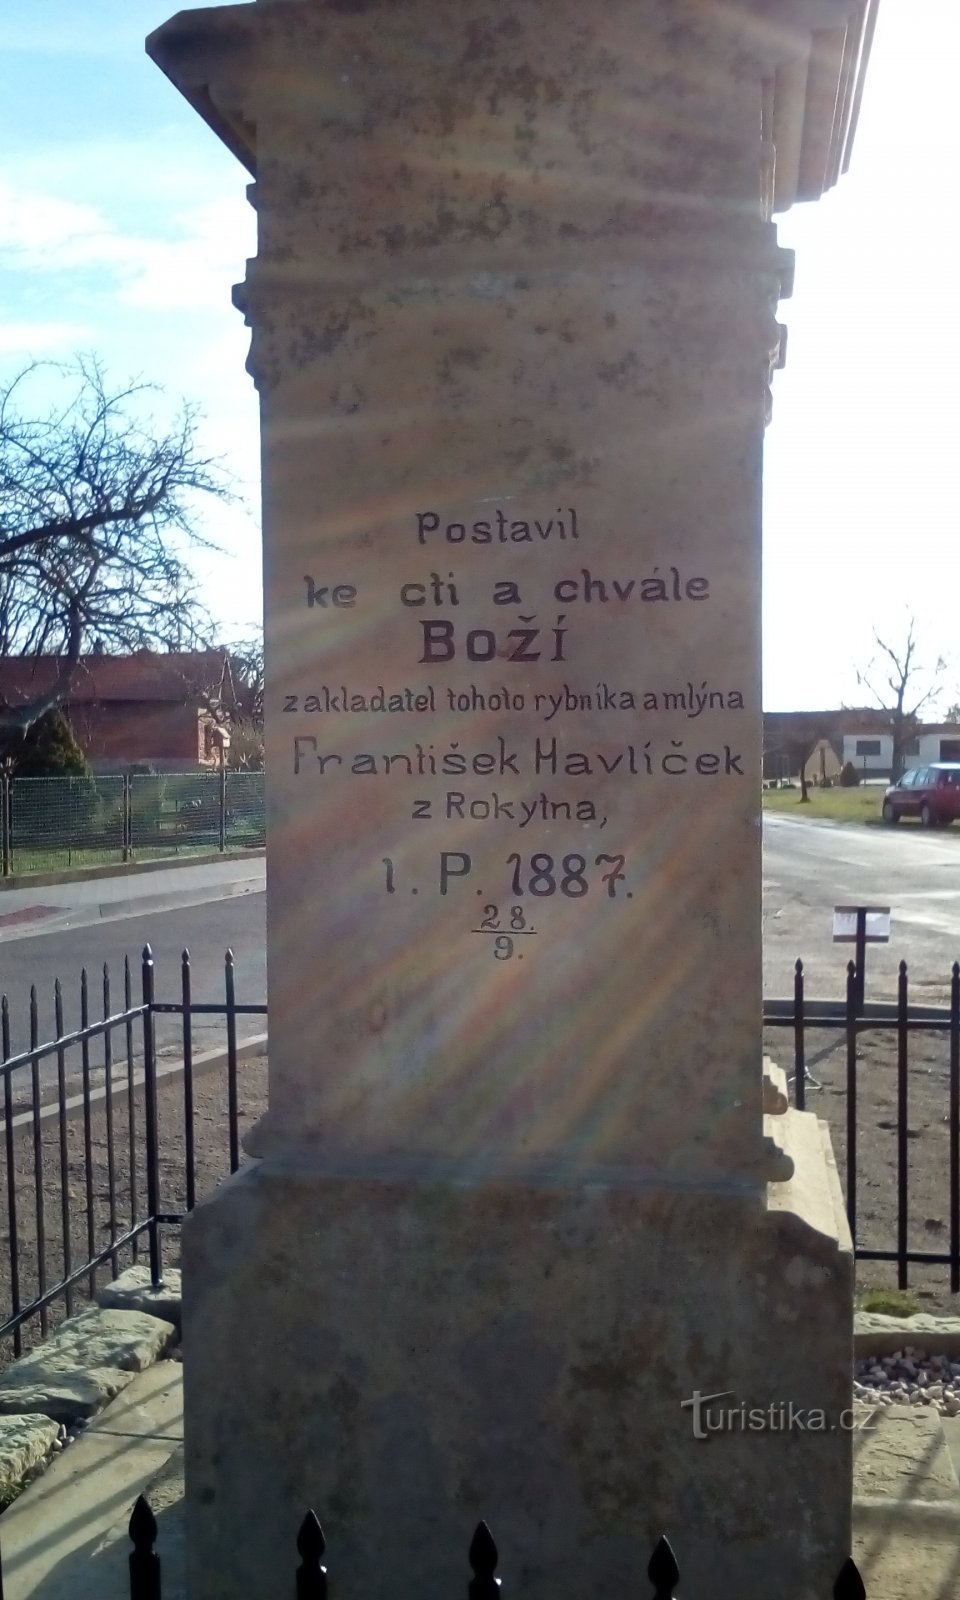 Postavil
ke cti a chvále
Boží
zakladatel tohoto rybníka a mlýna
František Havlíček
z Rokytna,
l. P. 1887.
28.
9.
Turistika.cz